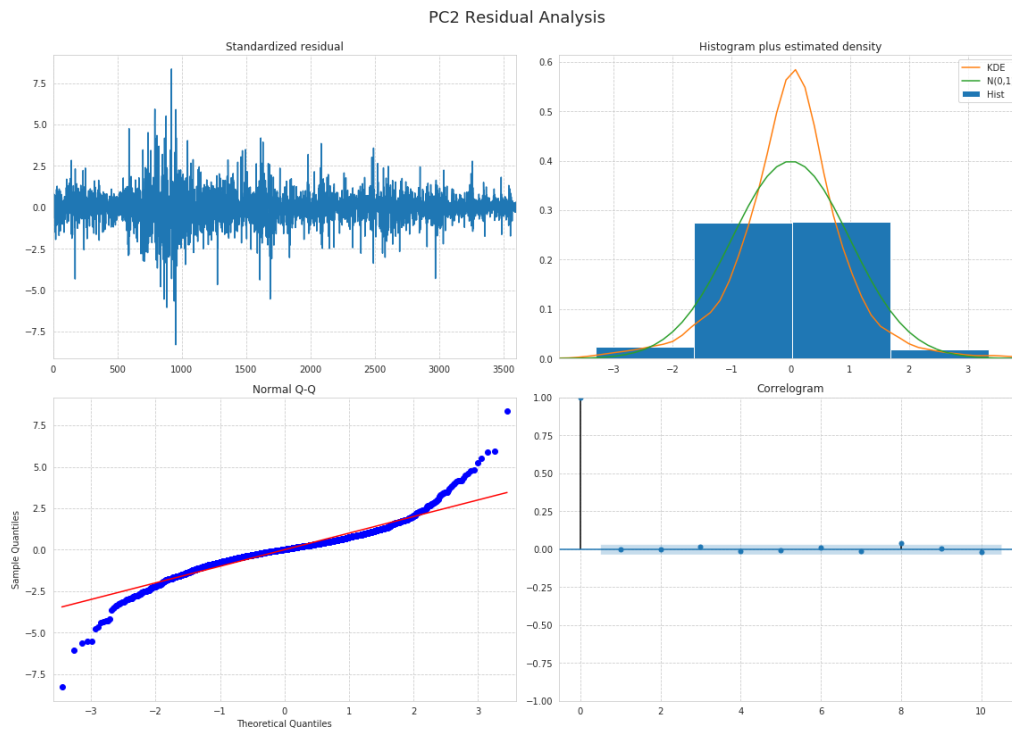 PC2 Residual Analysis
Standardized residual
7.5
5.0
2.5
0.0
−2.5
−5.0
−7.5
0 500 1000 1500 2000 2500 3000 3500
Histogram plus estimated density
0.6
0.5
0.4
0.3
0.2
0.1
0.0
−3 −2 −1 0 1 2 3
KDE
N(0,1
Hist
Normal Q-Q
7.5
5.0
2.5
0.0
−2.5
−5.0
−7.5
Sample Quantiles
−3 −2 −1 0 1 2 3
Theoretical Quantiles
Correlogram
1.00
0.75
0.50
0.25
0.00
−0.25
−0.50
−0.75
−1.00
0 2 4 6 8 10